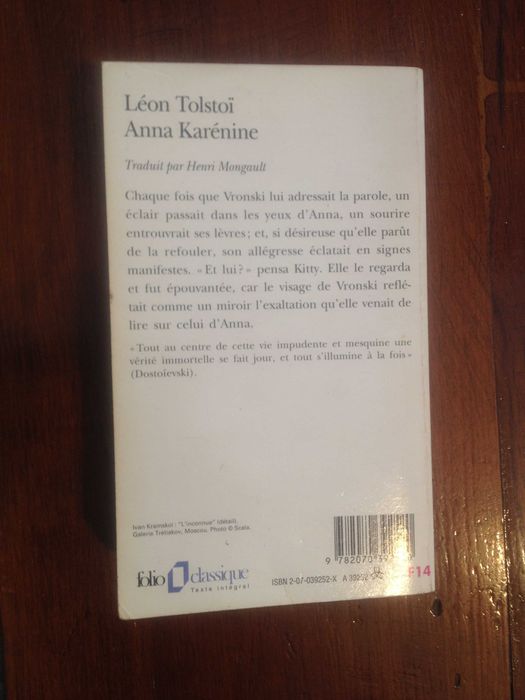 Léon Tolstoï
Anna Karénine
Traduit par Henri Mongault
Chaque fois que Vronski lui adressait la parole, un
éclair passait dans les yeux d'Anna, un sourire
entrouvrait ses lèvres ; et, si désireuse qu'elle parût
de la refouler, son allégresse éclatait en signes
manifestes. « Et lui ? » pensa Kitty. Elle le regarda
et fut épouvantée, car le visage de Vronski reflé-
tait comme un miroir l'exaltation qu'elle venait de
lire sur celui d'Anna.
« Tout au centre de cette vie impudente et mesquine une
vérité immortelle se fait jour, et tout s'illumine à la fois »
(Dostoïevski).
Ivan Kramskoï : "L'inconnue" (détail).
Galerie Tretiakov, Moscou. Photo © Scala.
folio classique
Texte intégral
9 782070 39
ISBN 2-07-039252-X A 39252
F14